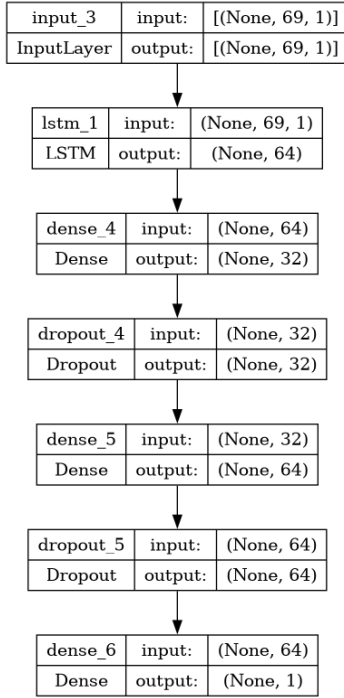 input_3 input: [(None, 69, 1)]
InputLayer output: [(None, 69, 1)]
lstm_1 input: (None, 69, 1)
LSTM output: (None, 64)
dense_4 input: (None, 64)
Dense output: (None, 32)
dropout_4 input: (None, 32)
Dropout output: (None, 32)
dense_5 input: (None, 32)
Dense output: (None, 64)
dropout_5 input: (None, 64)
Dropout output: (None, 64)
dense_6 input: (None, 64)
Dense output: (None, 1)